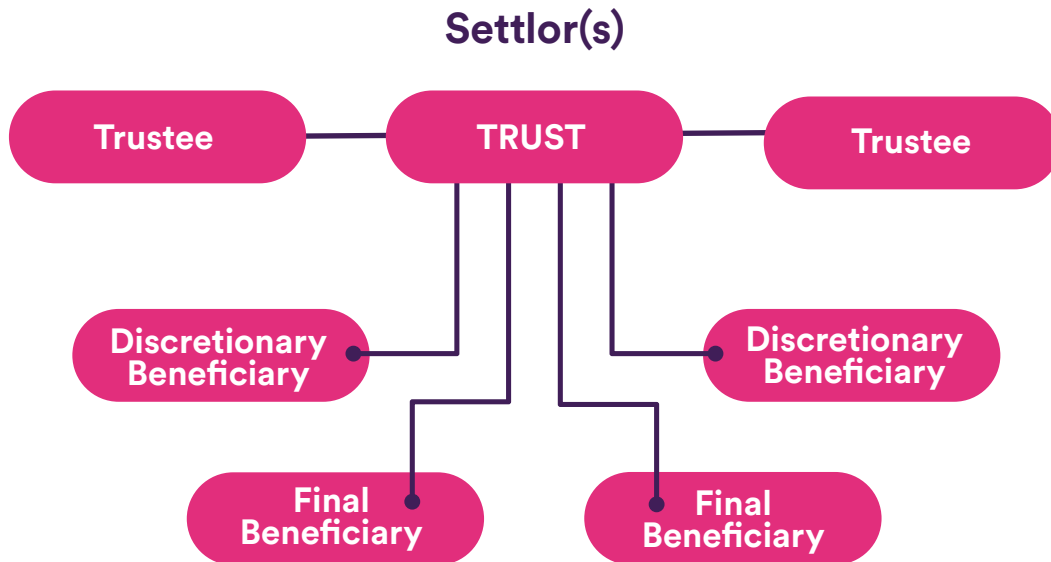 Settlor(s)
Trustee
TRUST
Trustee
Discretionary
Beneficiary
Discretionary
Beneficiary
Final
Beneficiary
Final
Beneficiary